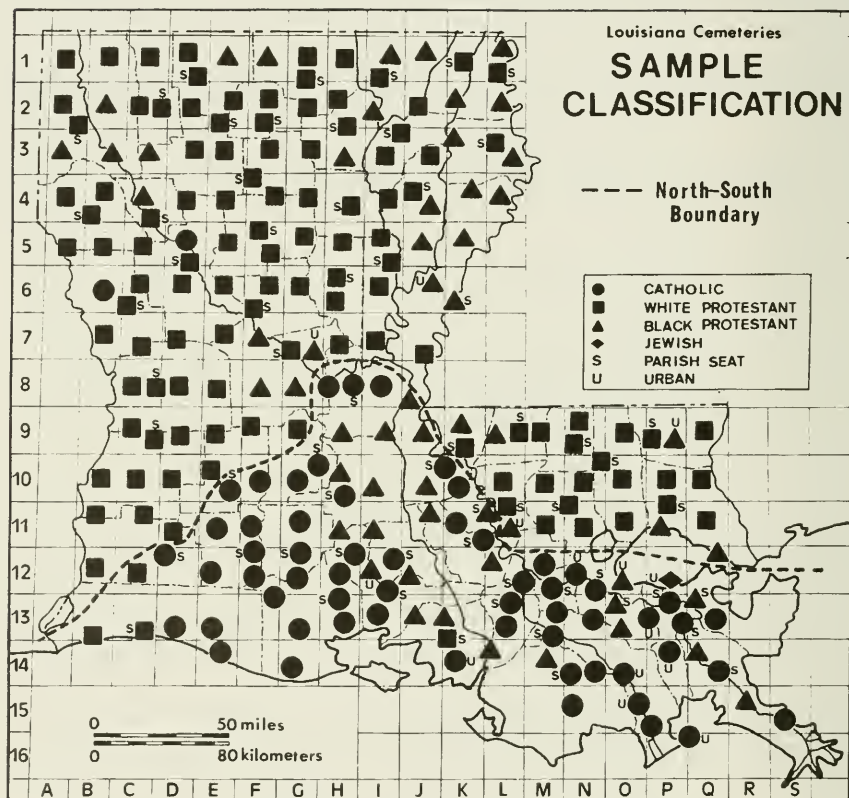 Louisiana Cemeteries
SAMPLE
CLASSIFICATION
North-South
Boundary
CATHOLIC
WHITE PROTESTANT
BLACK PROTESTANT
JEWISH
S PARISH SEAT
U URBAN
1
2
3
4
5
6
7
8
9
10
11
12
13
14
15
16
0 50 miles
0 80 kilometers
A B C D E F G H I J K L M N O P Q R S